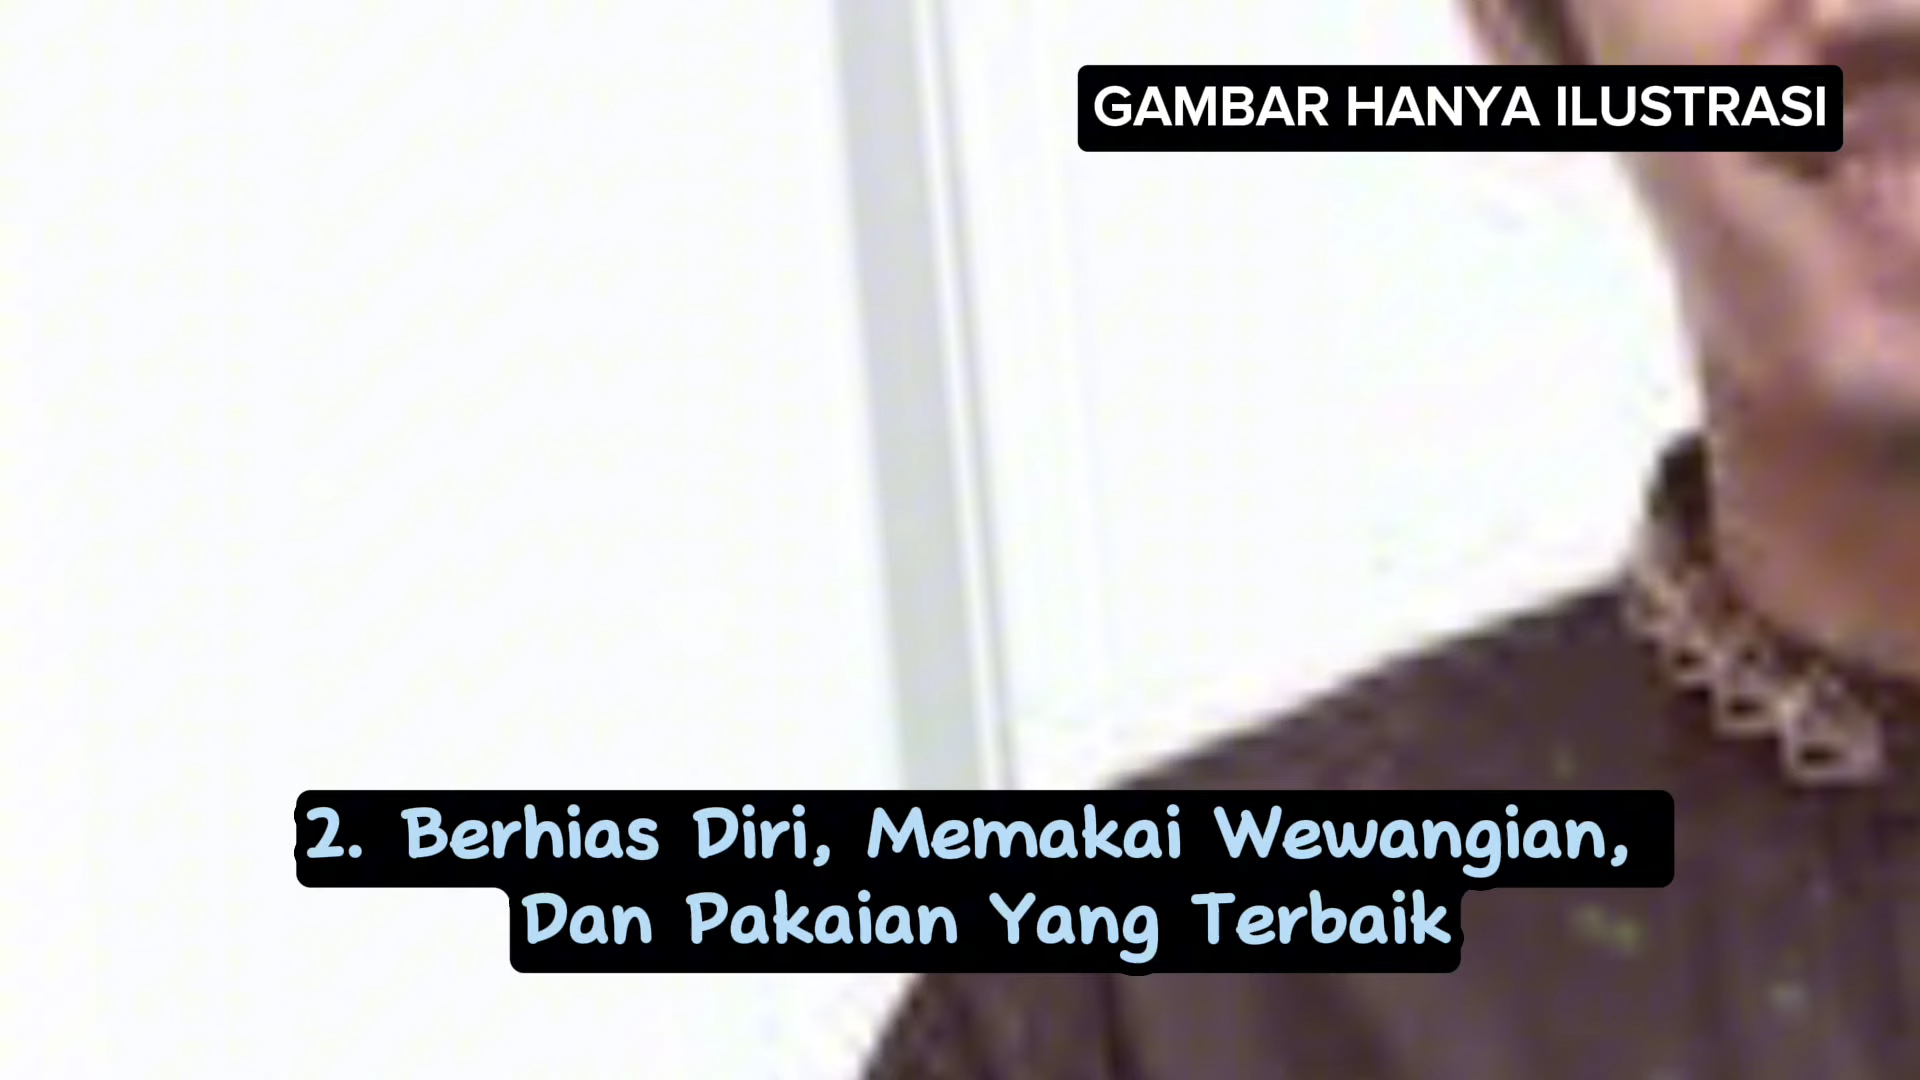 GAMBAR HANYA ILUSTRASI
2. Berhias Diri, Memakai Wewangian,
Dan Pakaian Yang Terbaik